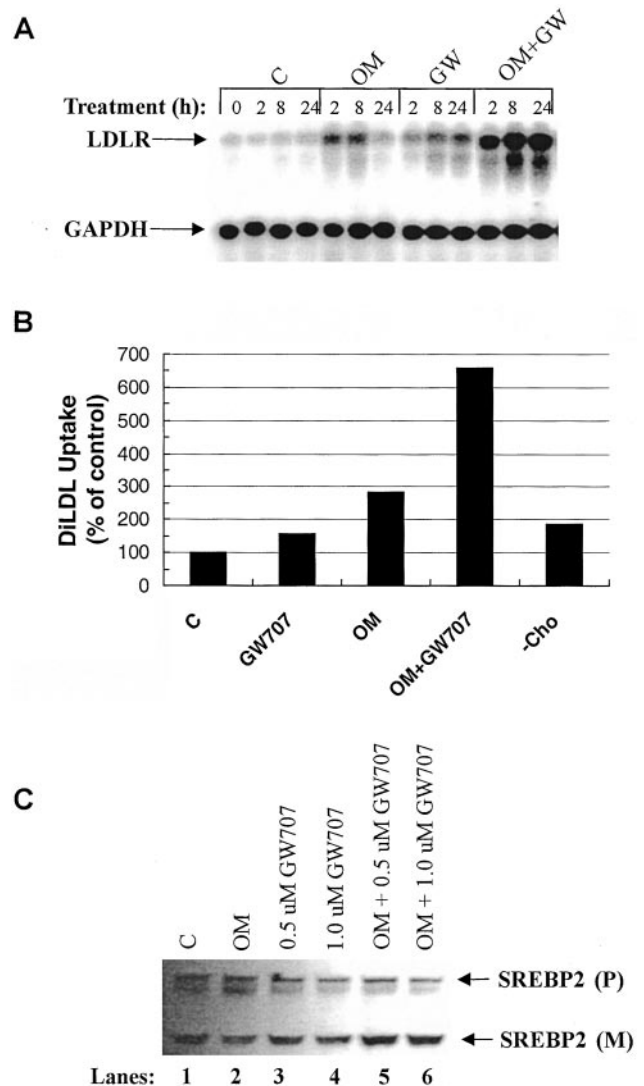 A
C OM GW OM+GW
Treatment (h): 0 2 8 24 2 8 24 2 8 24 2 8 24
LDLR
GAPDH
B
DiLDL Uptake
(% of control)
700
600
500
400
300
200
100
0
C GW707 OM OM+GW707 -Cho
C
C
OM
0.5 uM GW707
1.0 uM GW707
OM + 0.5 uM GW707
OM + 1.0 uM GW707
SREBP2 (P)
SREBP2 (M)
Lanes: 1 2 3 4 5 6